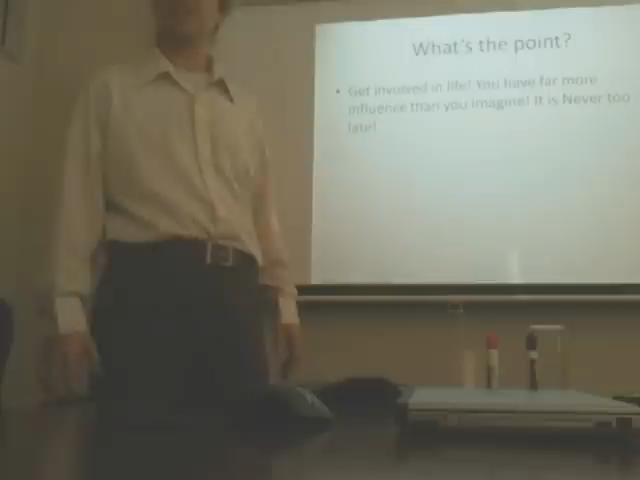 What's the point?
• Get involved in life! You have far more
influence than you imagine! It is Never too
late!